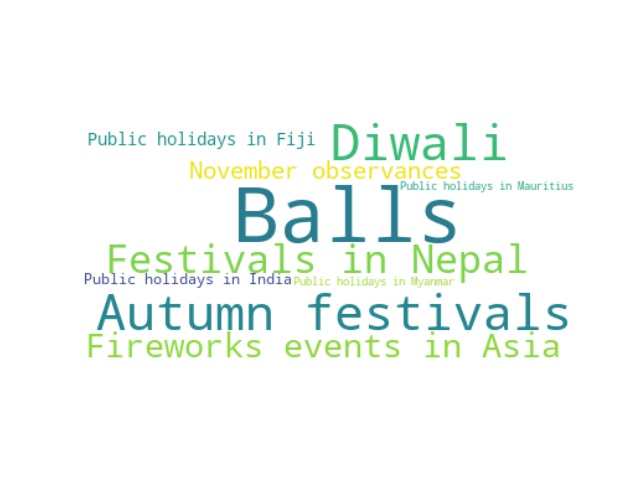 Public holidays in Fiji
Diwali
November observances
Public holidays in Mauritius
Balls
Festivals in Nepal
Public holidays in India
Public holidays in Myanmar
Autumn festivals
Fireworks events in Asia